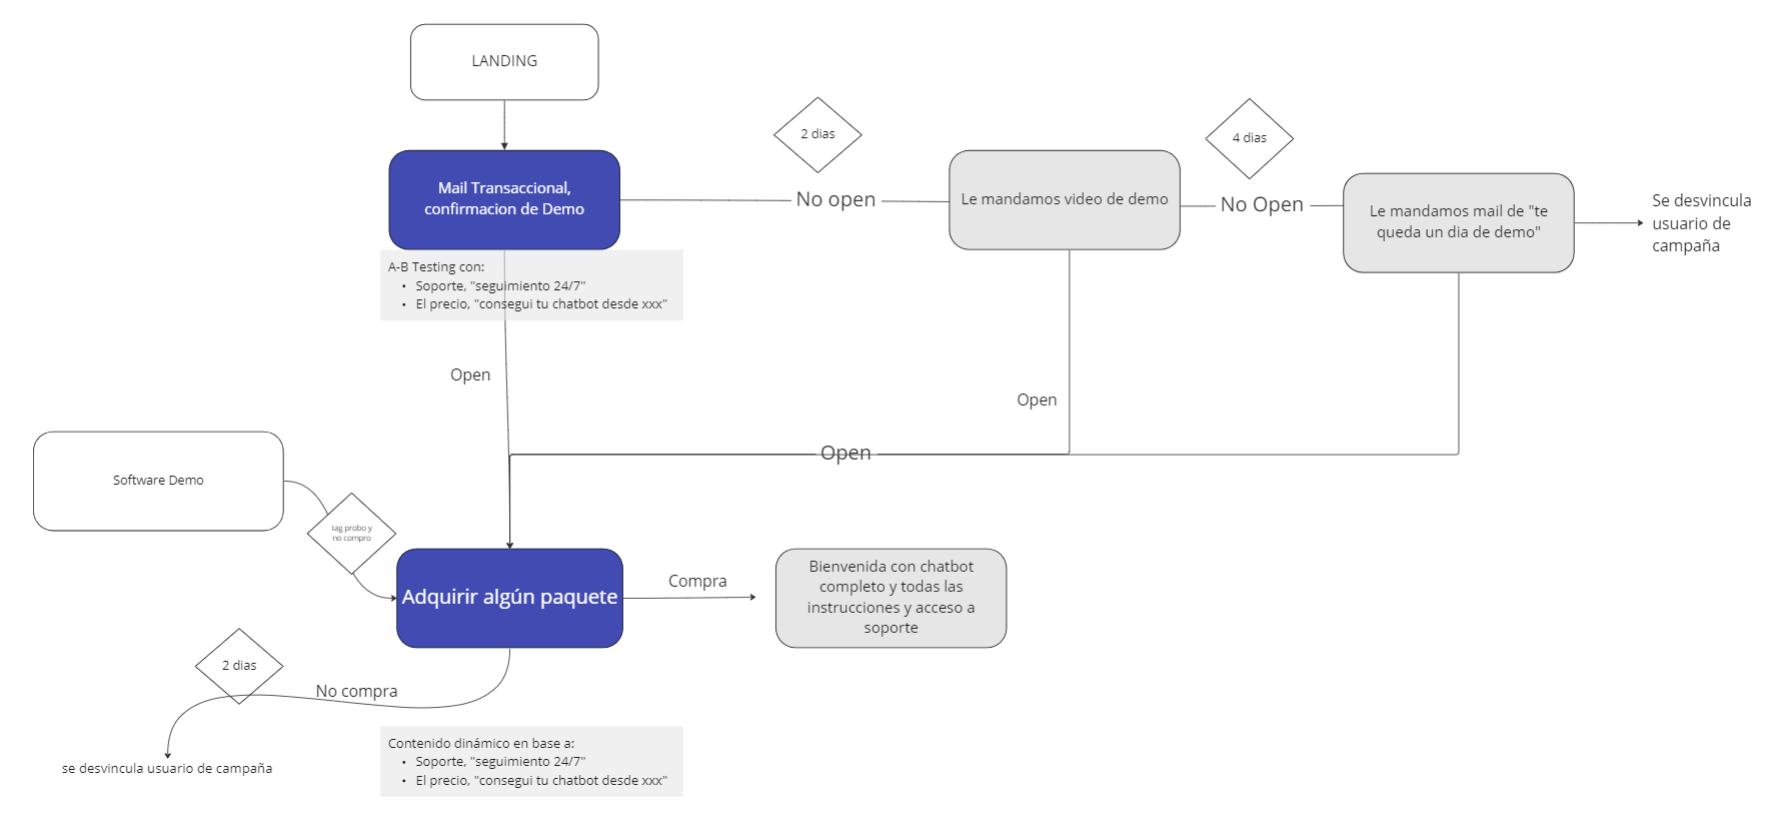 LANDING
2 dias
4 dias
Mail Transaccional,
confirmacion de Demo
No open
Le mandamos video de demo
No Open
Le mandamos mail de "te
queda un dia de demo"
Se desvincula
usuario de
campaña
A-B Testing con:
• Soporte, "seguimiento 24/7"
• El precio, "consegui tu chatbot desde xxx"
Open
Open
Open
Software Demo
tag probo y
no compro
Adquirir algún paquete
Compra
Bienvenida con chatbot
completo y todas las
instrucciones y acceso a
soporte
2 dias
No compra
se desvincula usuario de campaña
Contenido dinámico en base a:
• Soporte, "seguimiento 24/7"
• El precio, "consegui tu chatbot desde xxx"